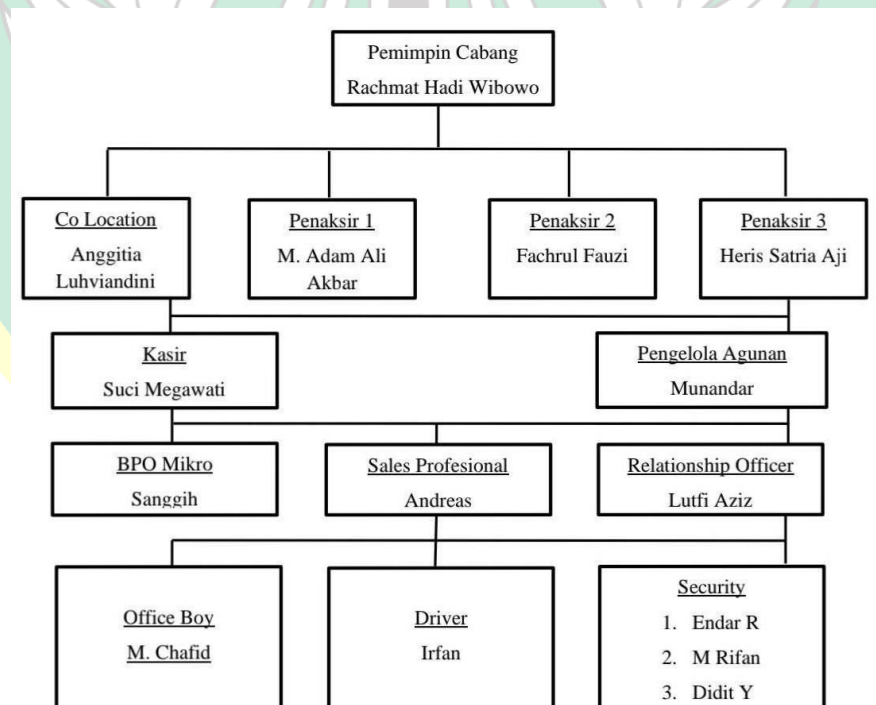 Pemimpin Cabang
Rachmat Hadi Wibowo
Co Location
Anggitia
Luhviandini
Penaksir 1
M. Adam Ali
Akbar
Penaksir 2
Fachrul Fauzi
Penaksir 3
Heris Satria Aji
Kasir
Suci Megawati
Pengelola Agunan
Munandar
BPO Mikro
Sanggih
Sales Profesional
Andreas
Relationship Officer
Lutfi Aziz
Office Boy
M. Chafid
Driver
Irfan
Security
1. Endar R
2. M Rifan
3. Didit Y